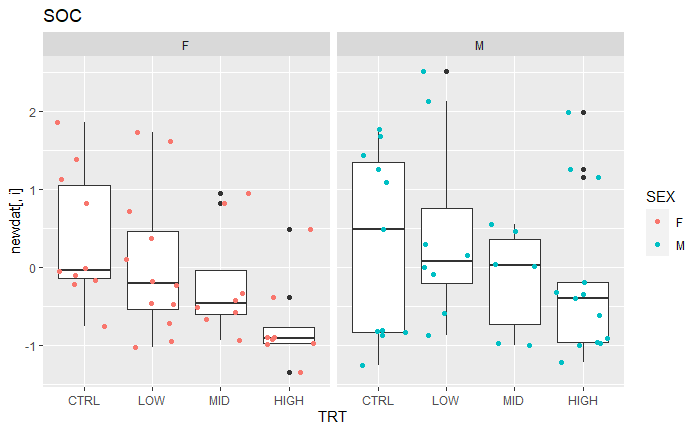 SOC
F
M
newdat[, i]
2
1
0
-1
CTRL
LOW
MID
HIGH
CTRL
LOW
MID
HIGH
TRT
SEX
F
M